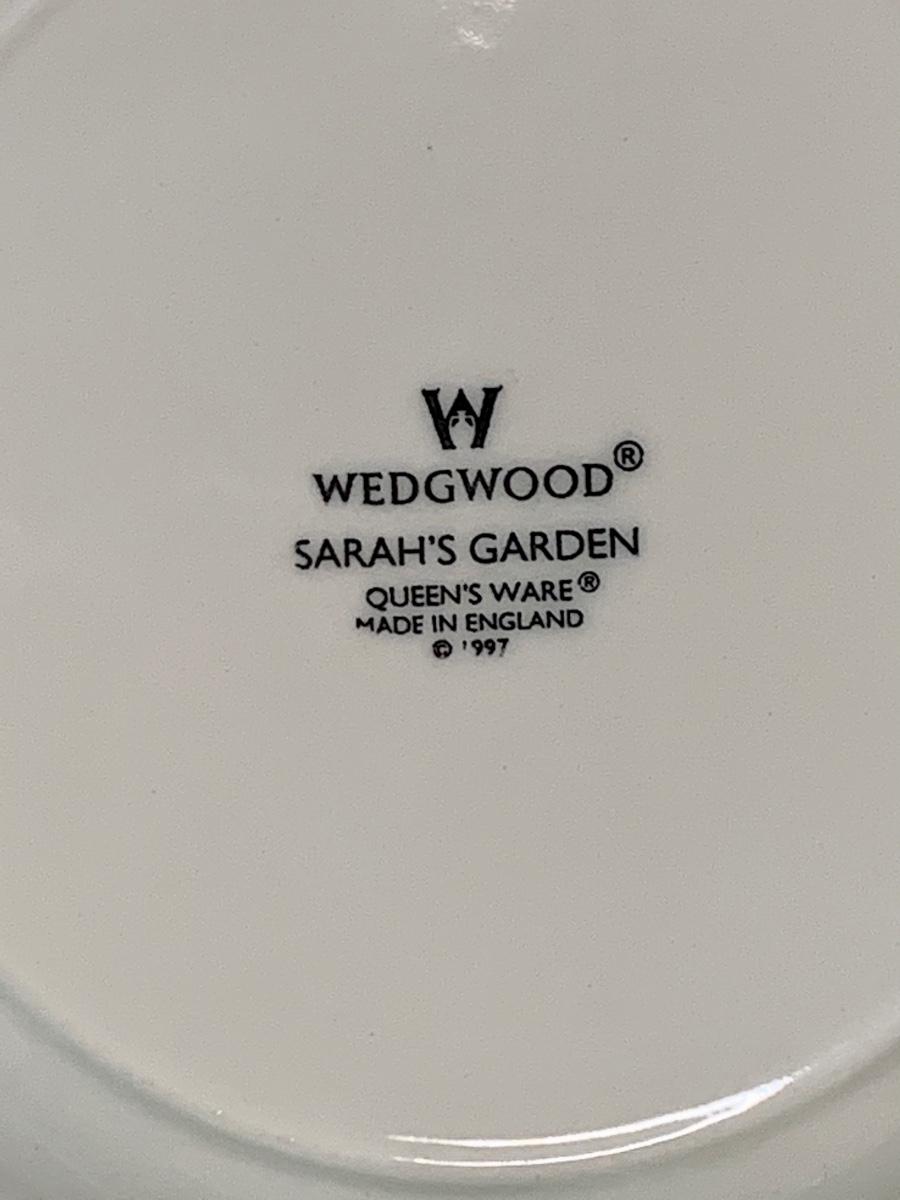 W
WEDGWOOD®
SARAH'S GARDEN
QUEEN'S WARE®
MADE IN ENGLAND
© 1997